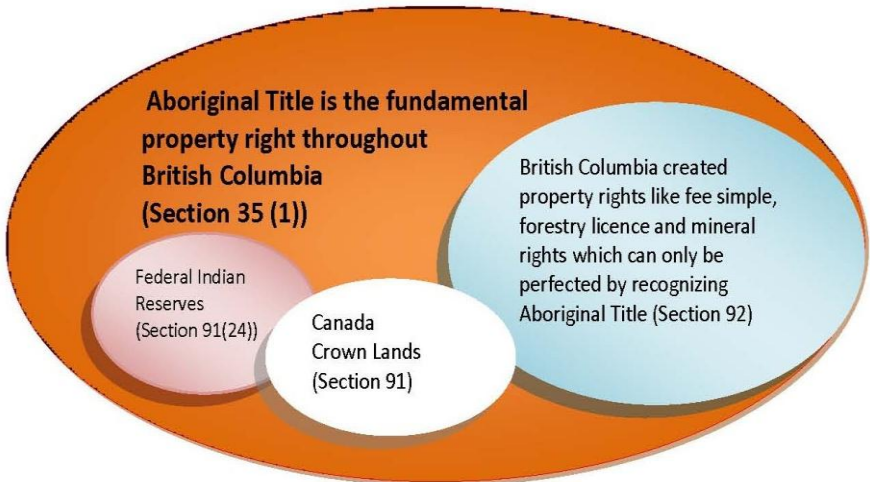 Aboriginal Title is the fundamental
property right throughout
British Columbia
(Section 35 (1))
British Columbia created
property rights like fee simple,
forestry licence and mineral
rights which can only be
perfected by recognizing
Aboriginal Title (Section 92)
Federal Indian
Reserves
(Section 91(24))
Canada
Crown Lands
(Section 91)